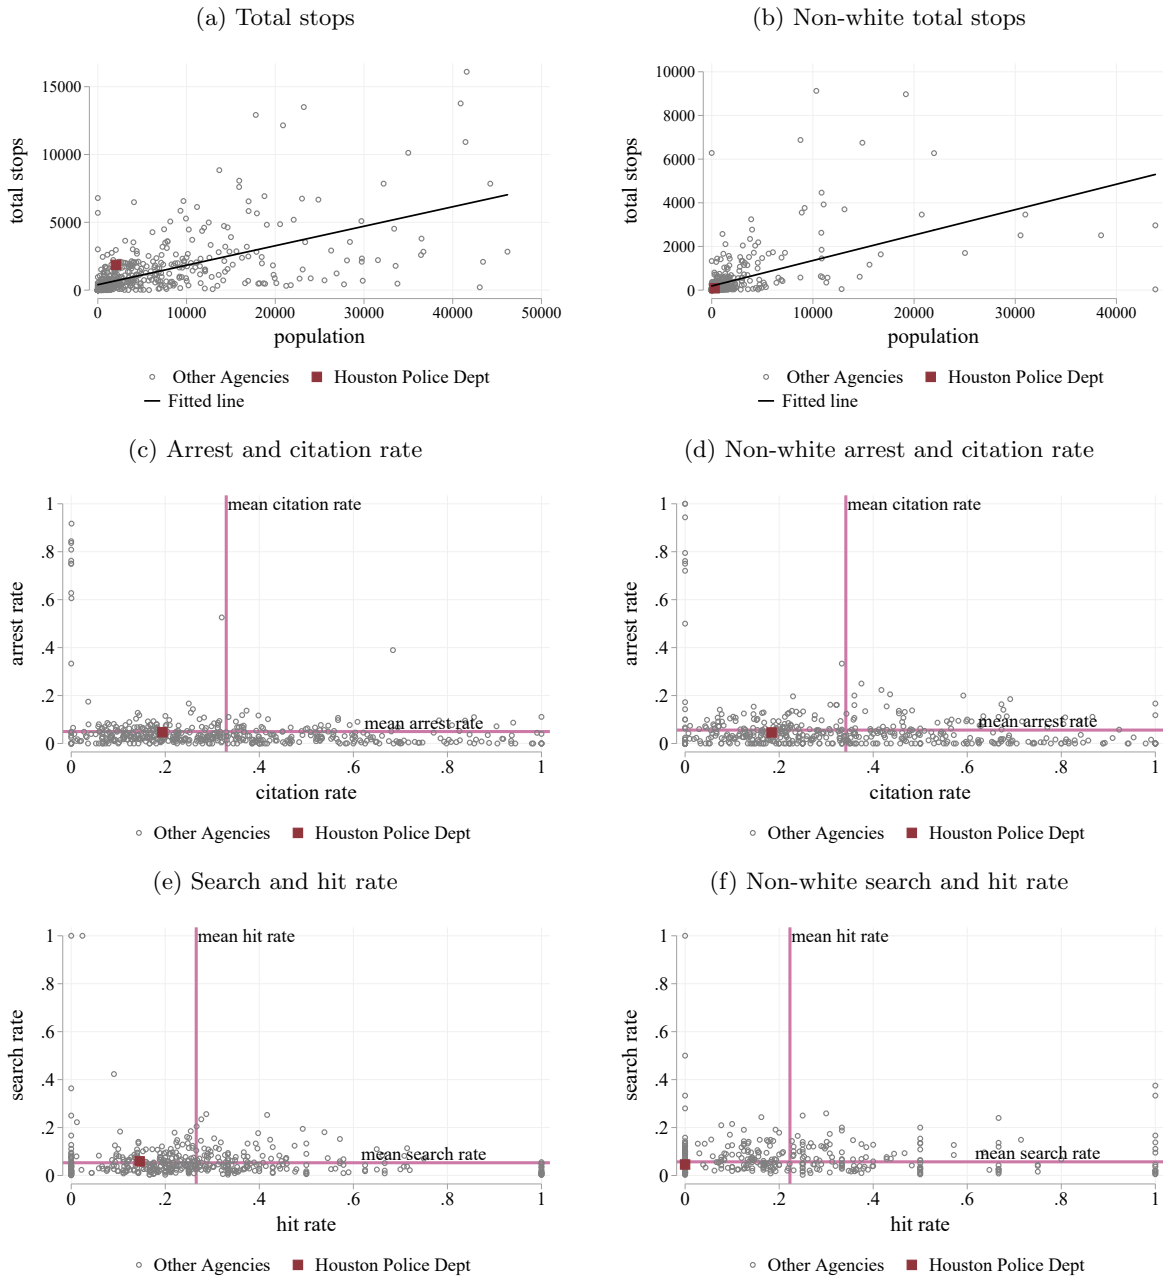 (a) Total stops
(b) Non-white total stops
total stops
15000
10000
5000
0
0 10000 20000 30000 40000 50000
population
Other Agencies Houston Police Dept
Fitted line
total stops
10000
8000
6000
4000
2000
0
0 10000 20000 30000 40000
population
Other Agencies Houston Police Dept
Fitted line
(c) Arrest and citation rate
(d) Non-white arrest and citation rate
arrest rate
1
.8
.6
.4
.2
0
mean citation rate
mean arrest rate
0 .2 .4 .6 .8 1
citation rate
Other Agencies Houston Police Dept
arrest rate
1
.8
.6
.4
.2
0
mean citation rate
mean arrest rate
0 .2 .4 .6 .8 1
citation rate
Other Agencies Houston Police Dept
(e) Search and hit rate
(f) Non-white search and hit rate
search rate
1
.8
.6
.4
.2
0
mean hit rate
mean search rate
0 .2 .4 .6 .8 1
hit rate
Other Agencies Houston Police Dept
search rate
1
.8
.6
.4
.2
0
mean hit rate
mean search rate
0 .2 .4 .6 .8 1
hit rate
Other Agencies Houston Police Dept